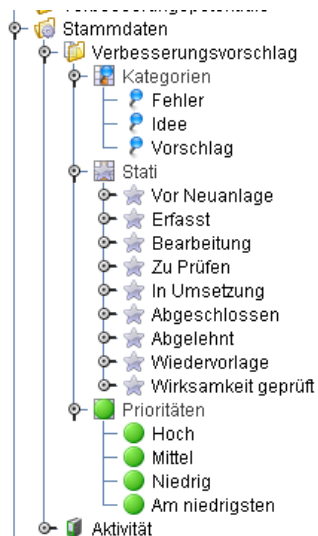 Verbesserungspotentiale
Stammdaten
Verbesserungsvorschlag
Kategorien
Fehler
Idee
Vorschlag
Stati
Vor Neuanlage
Erfasst
Bearbeitung
Zu Prüfen
In Umsetzung
Abgeschlossen
Abgelehnt
Wiedervorlage
Wirksamkeit geprüft
Prioritäten
Hoch
Mittel
Niedrig
Am niedrigsten
Aktivität